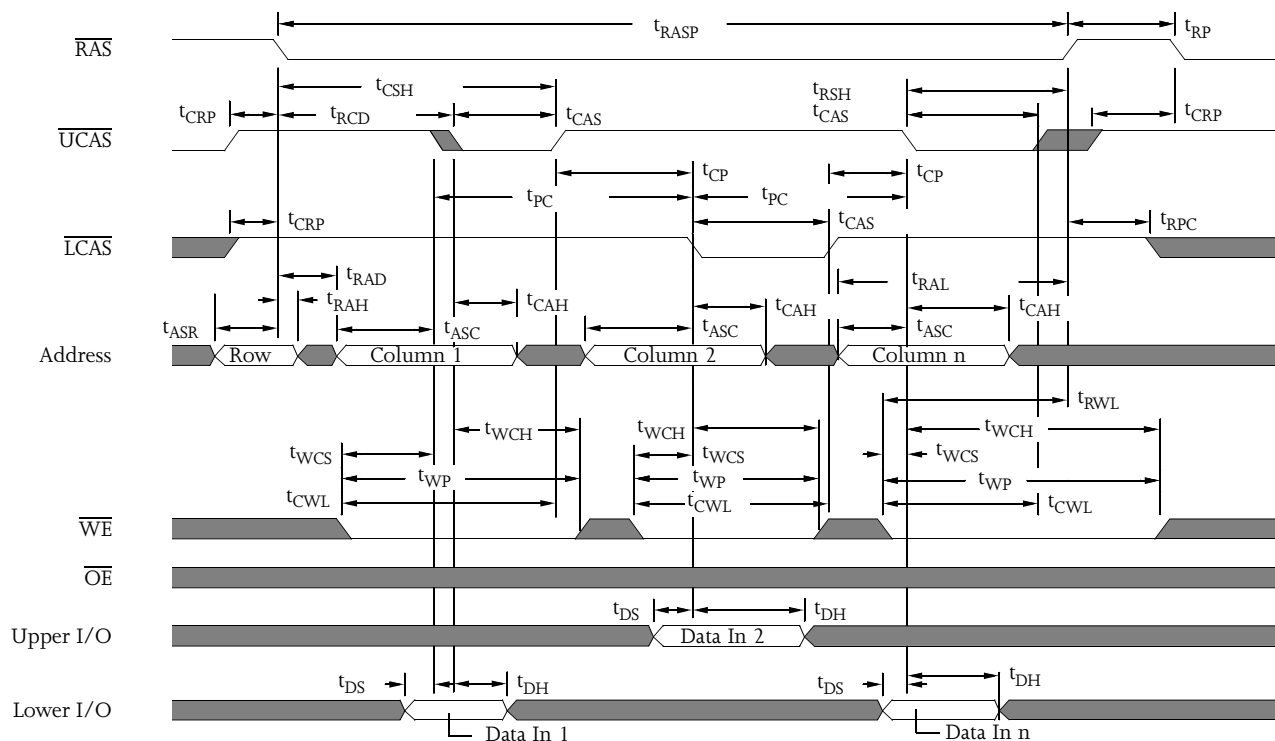 tRASP
tRP
RAS
tCSH
tRSH
tCRP
tRCD
tCAS
tCAS
tCRP
UCAS
tCP
tCP
tPC
tPC
tCRP
tCAS
tRPC
LCAS
tRAD
tRAL
tRAH
tCAH
tCAH
tCAH
tASR
tASC
tASC
tASC
Address
Row
Column 1
Column 2
Column n
tRWL
tWCH
tWCH
tWCH
tWCS
tWCS
tWCS
tWP
tWP
tWP
tCWL
tCWL
tCWL
WE
OE
tDS
tDH
Upper I/O
Data In 2
tDS
tDH
tDS
tDH
Lower I/O
Data In 1
Data In n